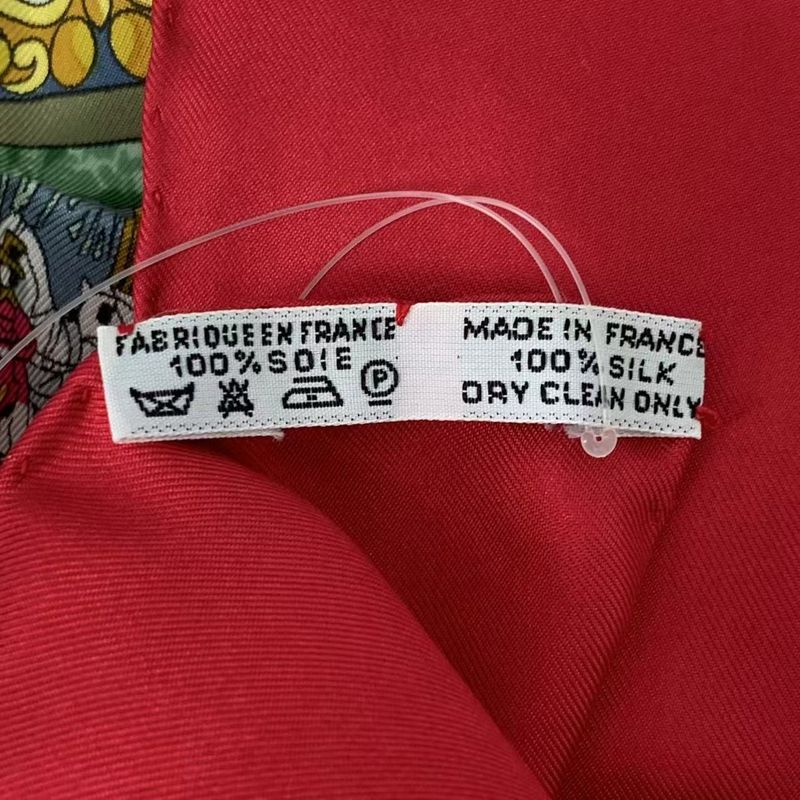 FABRIQUE EN FRANCE
100% SOIE
P
MADE IN FRANCE
100% SILK
DRY CLEAN ONLY